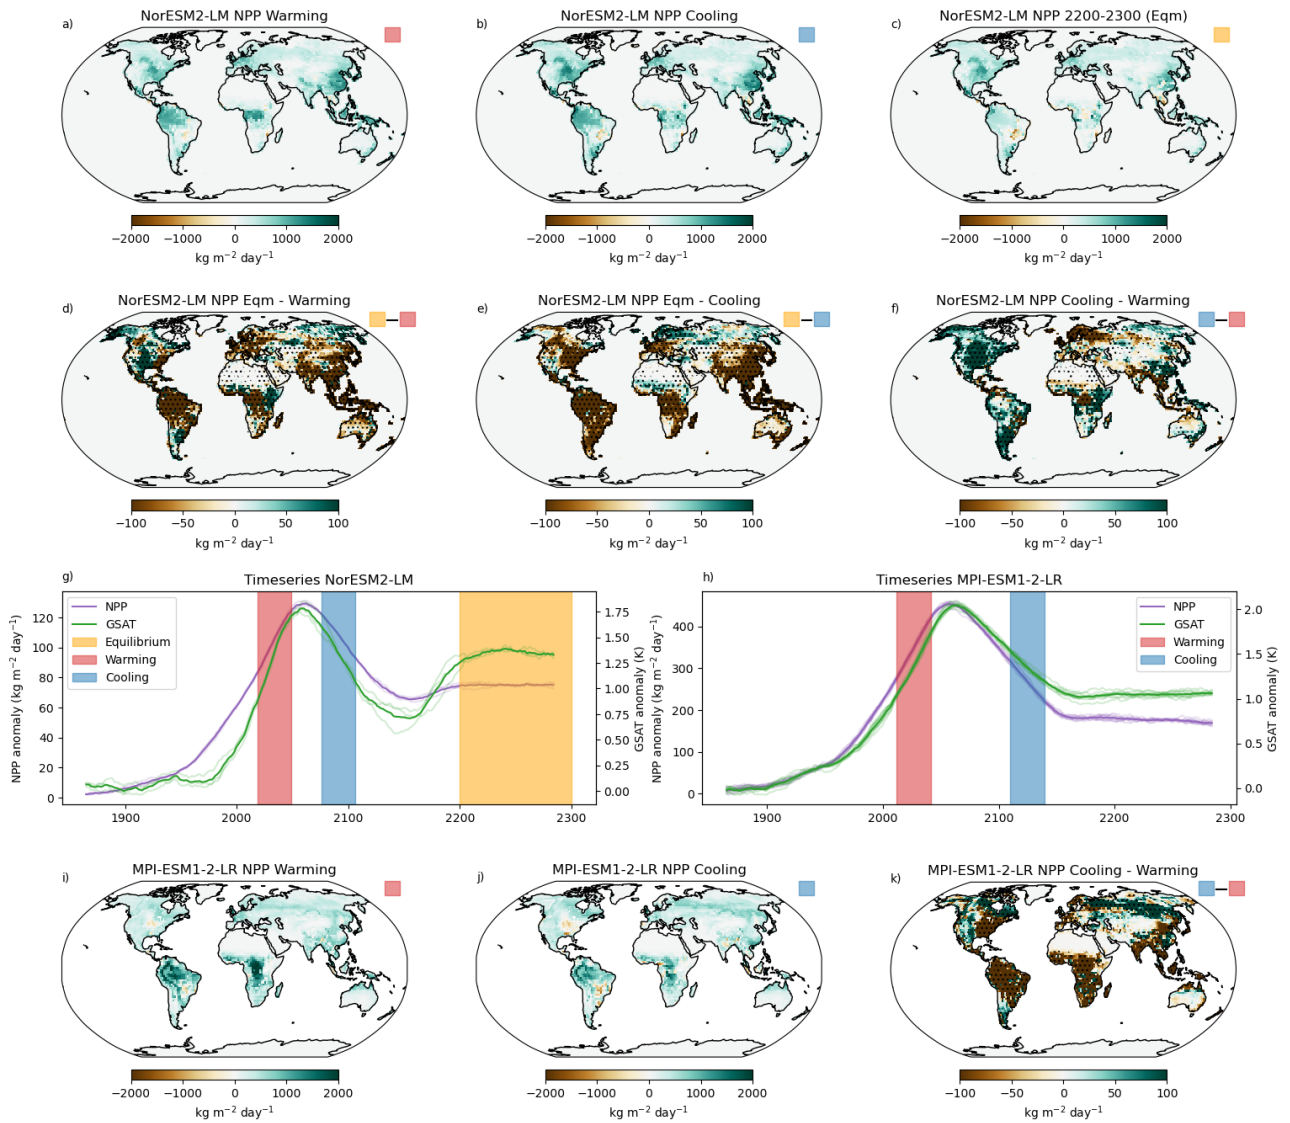 a)
NorESM2-LM NPP Warming
b)
NorESM2-LM NPP Cooling
c)
NorESM2-LM NPP 2200-2300 (Eqm)
−2000 −1000 0 1000 2000
kg m⁻² day⁻¹
−2000 −1000 0 1000 2000
kg m⁻² day⁻¹
−2000 −1000 0 1000 2000
kg m⁻² day⁻¹
d)
NorESM2-LM NPP Eqm - Warming
e)
NorESM2-LM NPP Eqm - Cooling
f)
NorESM2-LM NPP Cooling - Warming
−100 −50 0 50 100
kg m⁻² day⁻¹
−100 −50 0 50 100
kg m⁻² day⁻¹
−100 −50 0 50 100
kg m⁻² day⁻¹
g)
Timeseries NorESM2-LM
NPP
GSAT
Equilibrium
Warming
Cooling
NPP anomaly (kg m⁻² day⁻¹)
120
100
80
60
40
20
0
1.75
1.50
1.25
1.00
0.75
0.50
0.25
0.00
GSAT anomaly (K)
1900 2000 2100 2200 2300
h)
Timeseries MPI-ESM1-2-LR
NPP
GSAT
Warming
Cooling
NPP anomaly (kg m⁻² day⁻¹)
400
300
200
100
0
2.0
1.5
1.0
0.5
0.0
GSAT anomaly (K)
1900 2000 2100 2200 2300
i)
MPI-ESM1-2-LR NPP Warming
j)
MPI-ESM1-2-LR NPP Cooling
k)
MPI-ESM1-2-LR NPP Cooling - Warming
−2000 −1000 0 1000 2000
kg m⁻² day⁻¹
−2000 −1000 0 1000 2000
kg m⁻² day⁻¹
−100 −50 0 50 100
kg m⁻² day⁻¹